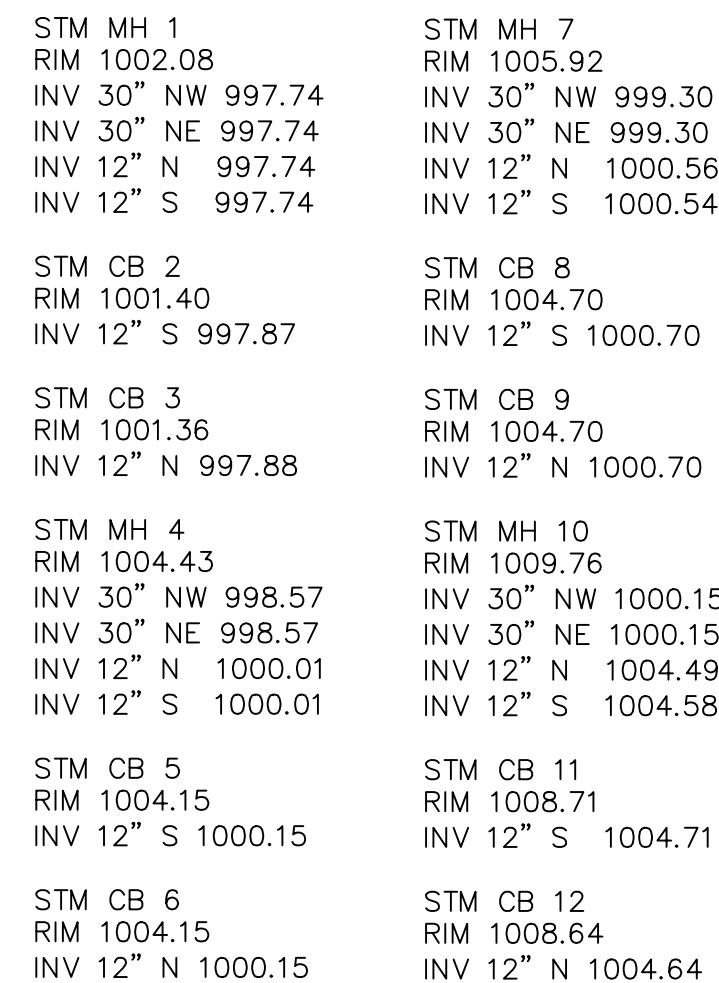 STM MH 1
RIM 1002.08
INV 30” NW 997.74
INV 30” NE 997.74
INV 12” N 997.74
INV 12” S 997.74
STM CB 2
RIM 1001.40
INV 12” S 997.87
STM CB 3
RIM 1001.36
INV 12” N 997.88
STM MH 4
RIM 1004.43
INV 30” NW 998.57
INV 30” NE 998.57
INV 12” N 1000.01
INV 12” S 1000.01
STM CB 5
RIM 1004.15
INV 12” S 1000.15
STM CB 6
RIM 1004.15
INV 12” N 1000.15
STM MH 7
RIM 1005.92
INV 30” NW 999.30
INV 30” NE 999.30
INV 12” N 1000.56
INV 12” S 1000.54
STM CB 8
RIM 1004.70
INV 12” S 1000.70
STM CB 9
RIM 1004.70
INV 12” N 1000.70
STM MH 10
RIM 1009.76
INV 30” NW 1000.15
INV 30” NE 1000.15
INV 12” N 1004.49
INV 12” S 1004.58
STM CB 11
RIM 1008.71
INV 12” S 1004.71
STM CB 12
RIM 1008.64
INV 12” N 1004.64